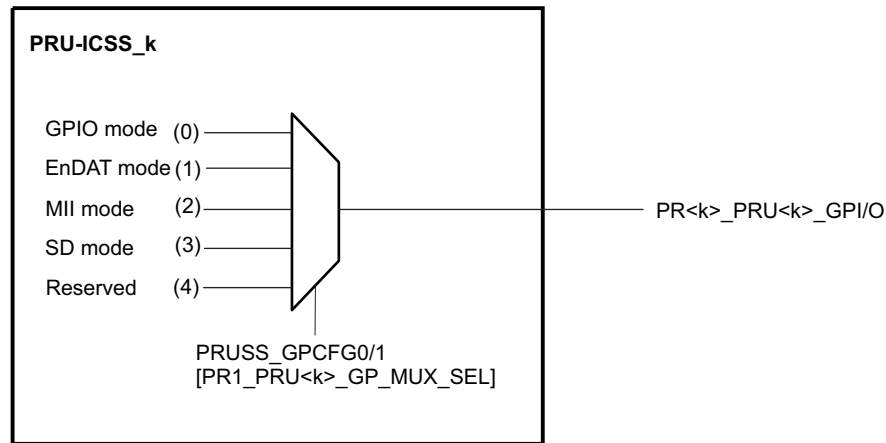 PRU-ICSS_k
GPIO mode (0)
EnDAT mode (1)
MII mode (2)
SD mode (3)
Reserved (4)
PR<k>_PRU<k>_GPI/O
PRUSS_GPCFG0/1
[PR1_PRU<k>_GP_MUX_SEL]